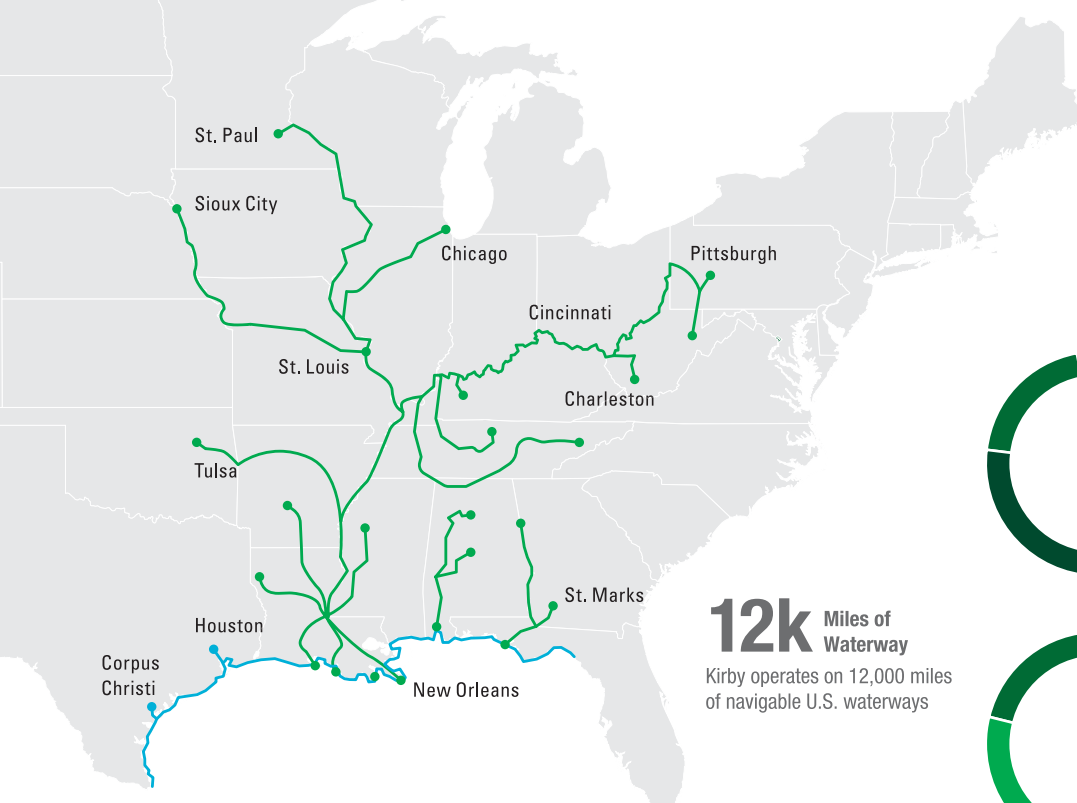 St. Paul
Sioux City
Chicago
Pittsburgh
Cincinnati
St. Louis
Charleston
Tulsa
St. Marks
Houston
Corpus
Christi
New Orleans
12k Miles of
Waterway
Kirby operates on 12,000 miles
of navigable U.S. waterways